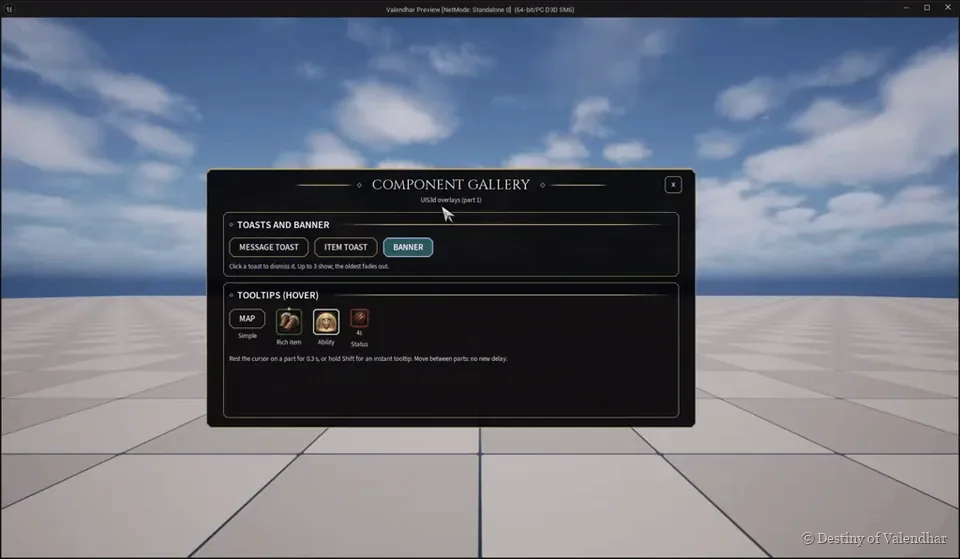 Valendhar Preview [NetMode: Standalone 0] (64-bit/PC D3D SM6)
COMPONENT GALLERY
X
UIS3d overlays (part 1)
TOASTS AND BANNER
MESSAGE TOAST
ITEM TOAST
BANNER
Click a toast to dismiss it. Up to 3 show; the oldest fades out.
TOOLTIPS (HOVER)
MAP
Simple
Rich item
Ability
Status
Rest the cursor on a part for 0.3 s, or hold Shift for an instant tooltip. Move between parts: no new delay.
© Destiny of Valendhar